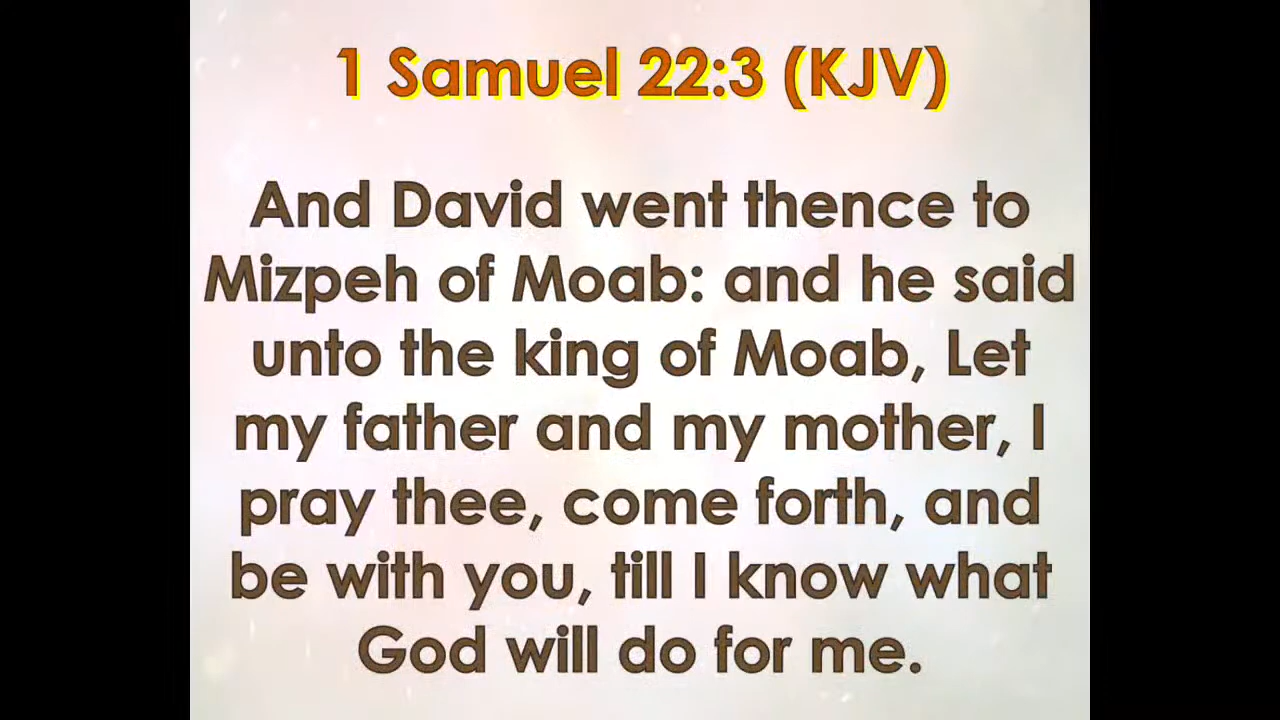 1 Samuel 22:3 (KJV)
And David went thence to
Mizpeh of Moab: and he said
unto the king of Moab, Let
my father and my mother, I
pray thee, come forth, and
be with you, till I know what
God will do for me.